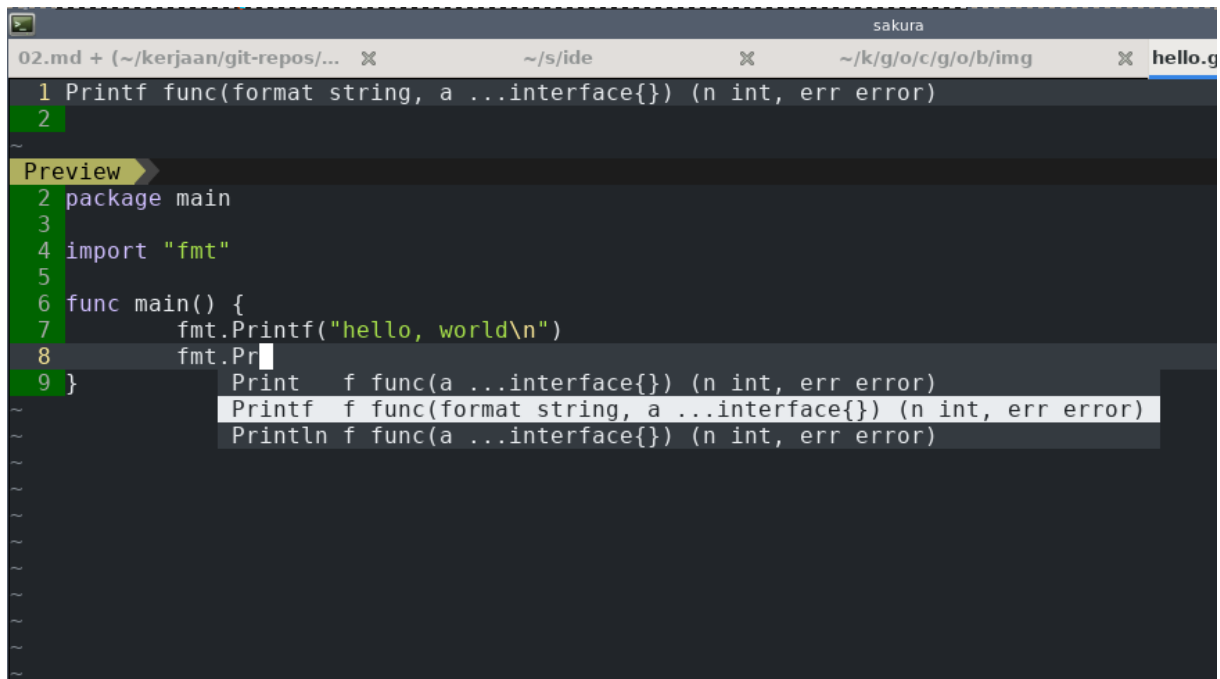 sakura
02.md + (~/kerjaan/git-repos/... ~/s/ide ~/k/g/o/c/g/o/b/img hello.g
1 Printf func(format string, a ...interface{}) (n int, err error)
2
~
Preview
2 package main
3
4 import "fmt"
5
6 func main() {
7 fmt.Printf("hello, world\n")
8 fmt.Pr
9 }
Print f func(a ...interface{}) (n int, err error)
~ Printf f func(format string, a ...interface{}) (n int, err error)
~ Println f func(a ...interface{}) (n int, err error)
~
~
~
~
~
~
~
~
~